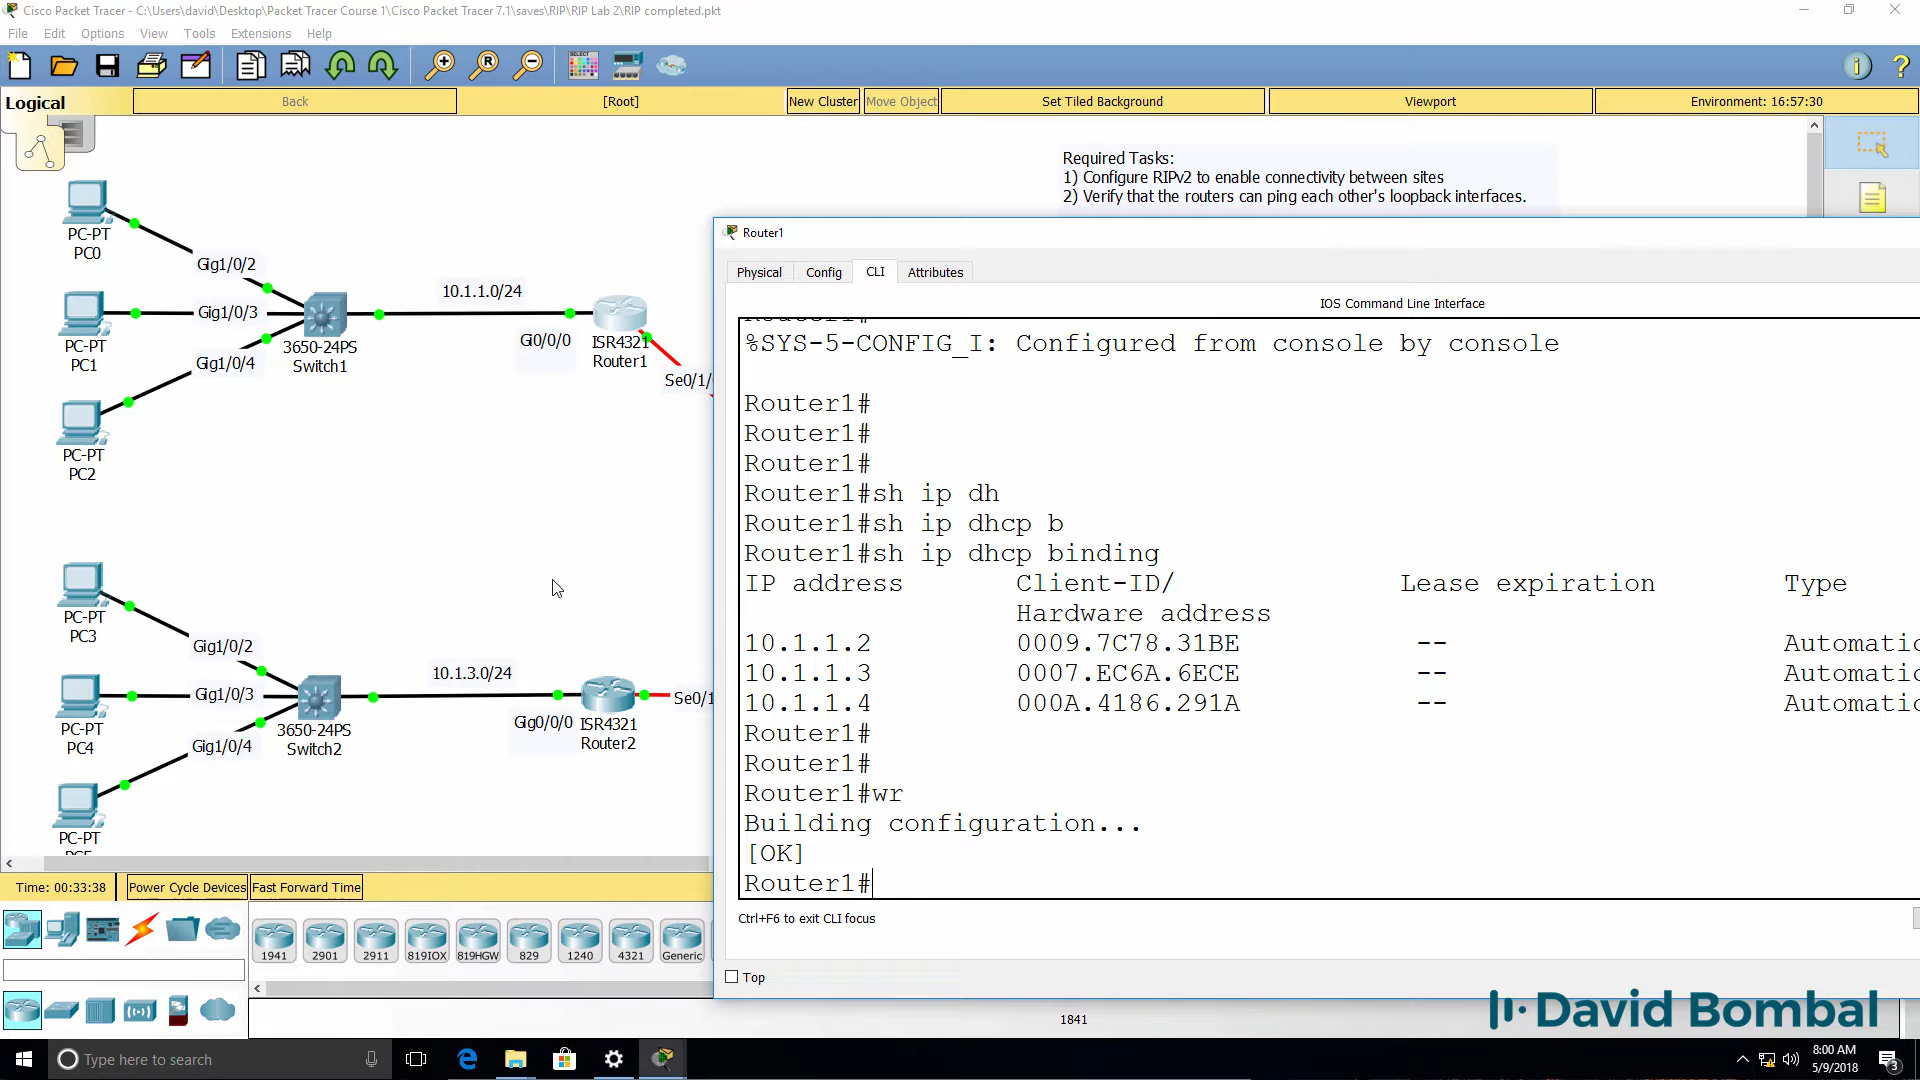 Cisco Packet Tracer - C:\Users\david\Desktop\Packet Tracer Course 1\Cisco Packet Tracer 7.1\saves\RIP\RIP Lab 2\RIP completed.pkt
File Edit Options View Tools Extensions Help
Logical
Back
[Root]
New Cluster
Move Object
Set Tiled Background
Viewport
Environment: 16:57:30
Required Tasks:
1) Configure RIPv2 to enable connectivity between sites
2) Verify that the routers can ping each other's loopback interfaces.
PC-PT
PC0
Gig1/0/2
PC-PT
PC1
Gig1/0/3
PC-PT
PC2
Gig1/0/4
3650-24PS
Switch1
10.1.1.0/24
Gi0/0/0
ISR4321
Router1
Se0/1/
PC-PT
PC3
Gig1/0/2
PC-PT
PC4
Gig1/0/3
PC-PT
Gig1/0/4
3650-24PS
Switch2
10.1.3.0/24
Gig0/0/0
ISR4321
Router2
Se0/1
Router1
Physical
Config
CLI
Attributes
IOS Command Line Interface
%SYS-5-CONFIG_I: Configured from console by console
Router1#
Router1#
Router1#
Router1#sh ip dh
Router1#sh ip dhcp b
Router1#sh ip dhcp binding
IP address Client-ID/ Lease expiration Type
Hardware address
10.1.1.2 0009.7C78.31BE -- Automatic
10.1.1.3 0007.EC6A.6ECE -- Automatic
10.1.1.4 000A.4186.291A -- Automatic
Router1#
Router1#
Router1#wr
Building configuration...
[OK]
Router1#
Ctrl+F6 to exit CLI focus
Top
Time: 00:33:38
Power Cycle Devices
Fast Forward Time
1941
2901
2911
819IOX
819HGW
829
1240
4321
Generic
1841
David Bombal
Type here to search
8:00 AM
5/9/2018
3